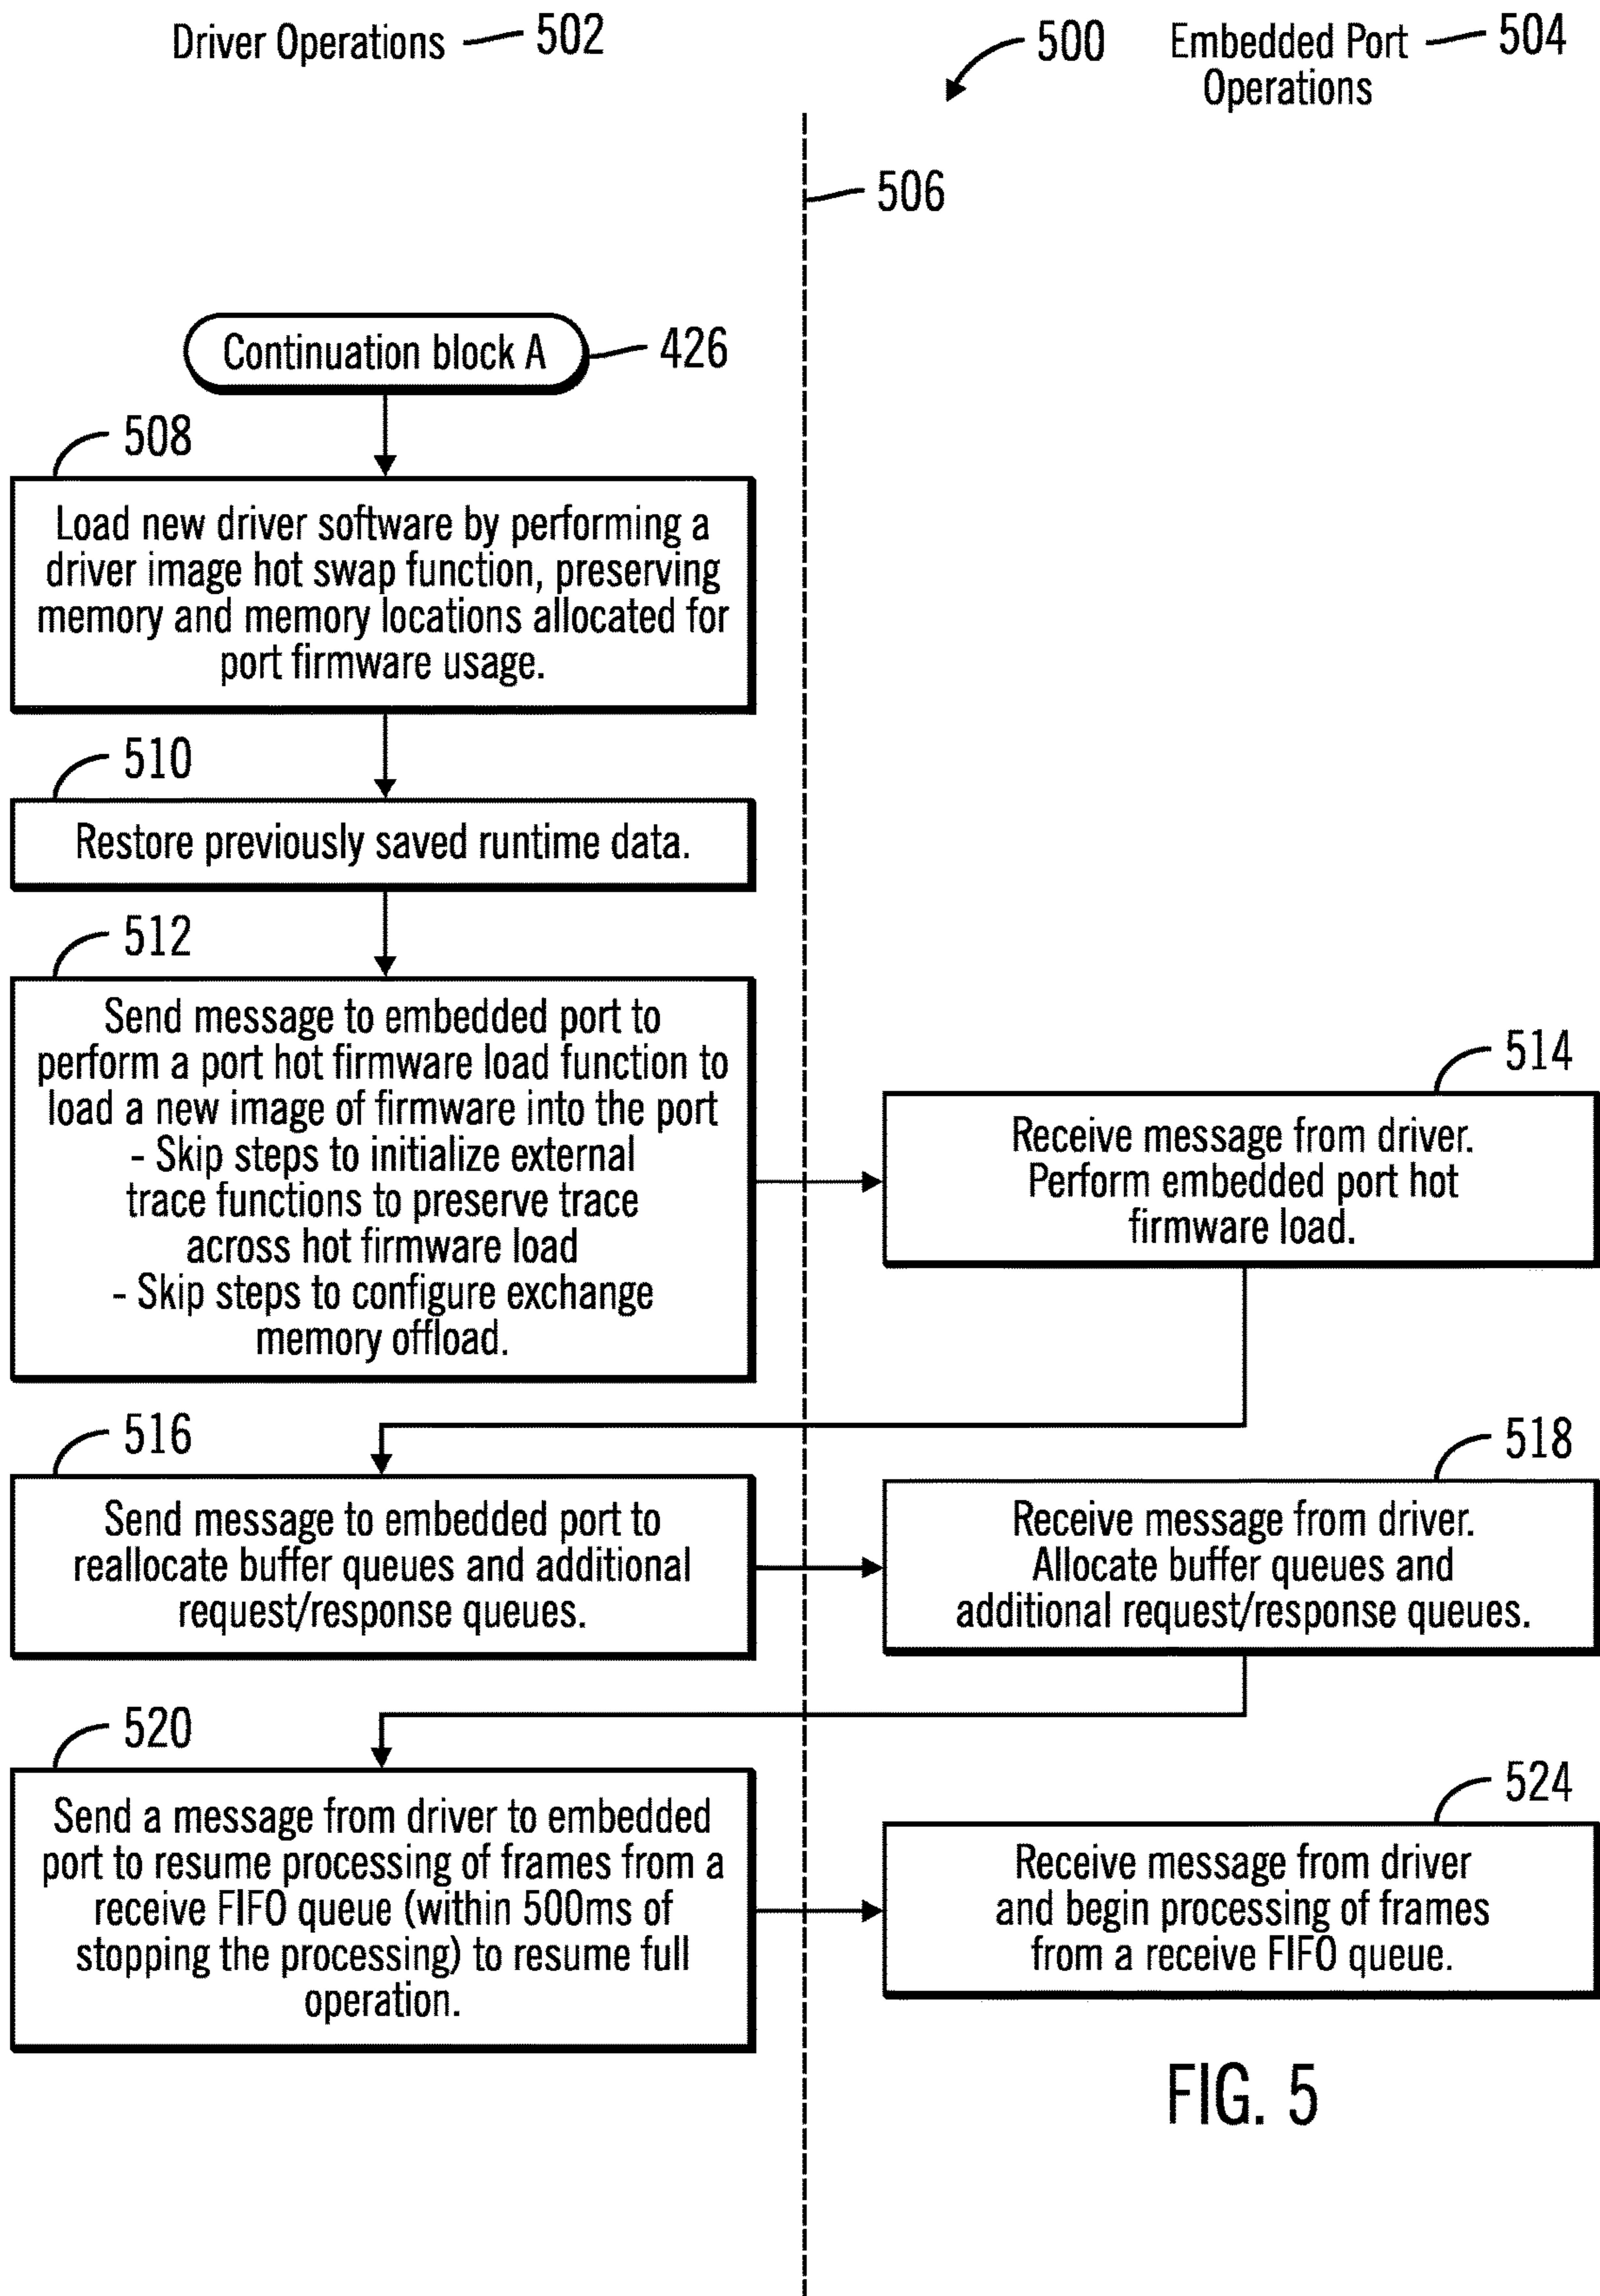 Driver Operations 502
500
Embedded Port 504
Operations
506
Continuation block A 426
508
Load new driver software by performing a
driver image hot swap function, preserving
memory and memory locations allocated for
port firmware usage.
510
Restore previously saved runtime data.
512
Send message to embedded port to
perform a port hot firmware load function to
load a new image of firmware into the port
- Skip steps to initialize external
trace functions to preserve trace
across hot firmware load
- Skip steps to configure exchange
memory offload.
514
Receive message from driver.
Perform embedded port hot
firmware load.
516
Send message to embedded port to
reallocate buffer queues and additional
request/response queues.
518
Receive message from driver.
Allocate buffer queues and
additional request/response queues.
520
Send a message from driver to embedded
port to resume processing of frames from a
receive FIFO queue (within 500ms of
stopping the processing) to resume full
operation.
524
Receive message from driver
and begin processing of frames
from a receive FIFO queue.
FIG. 5